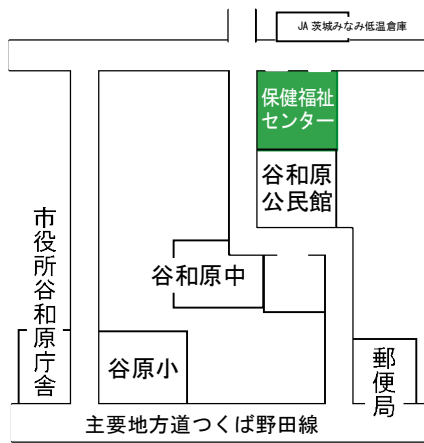 JA 茨城みなみ低温倉庫
保健福祉
センター
谷和原
公民館
市役所谷和原庁舎
谷和原中
谷原小
郵便局
主要地方道つくば野田線